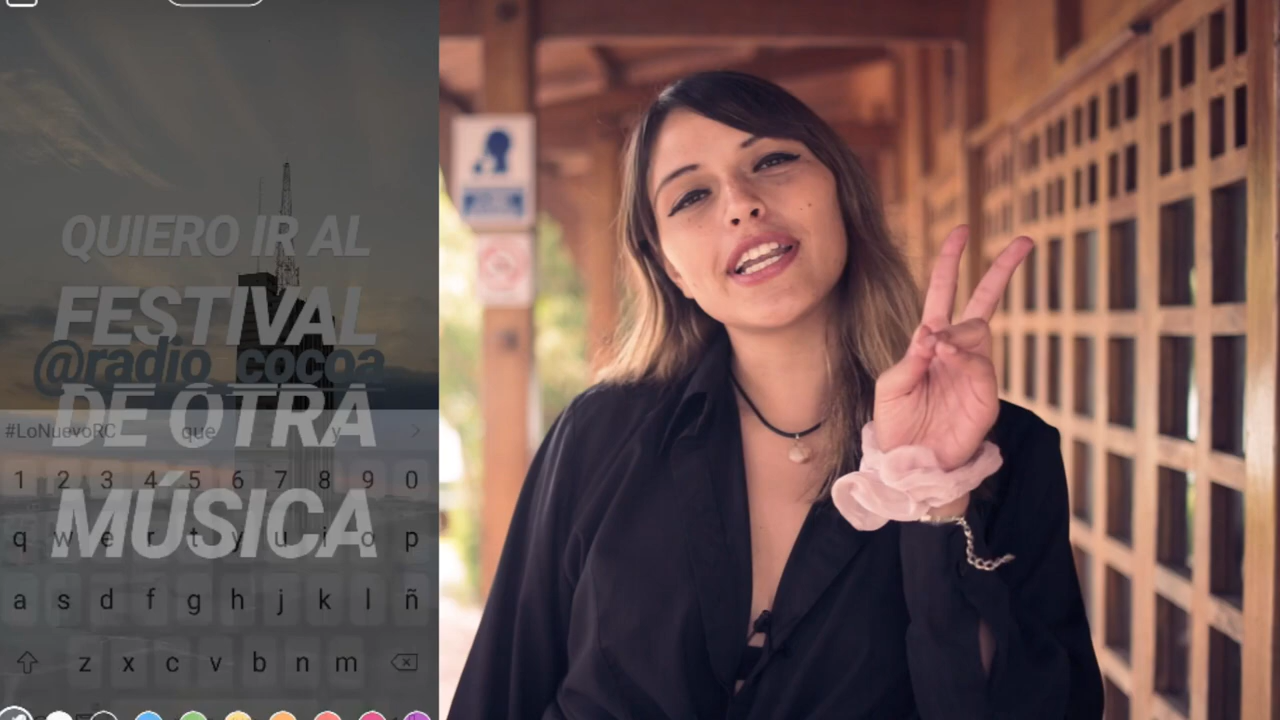 QUIERO IR AL
FESTIVAL
@radio_cocoa
DE OTRA
#LoNuevoRC que y
1 2 3 4 5 6 7 8 9 0
MÚSICA
q w e r t y u i o p
a s d f g h j k l ñ
z x c v b n m